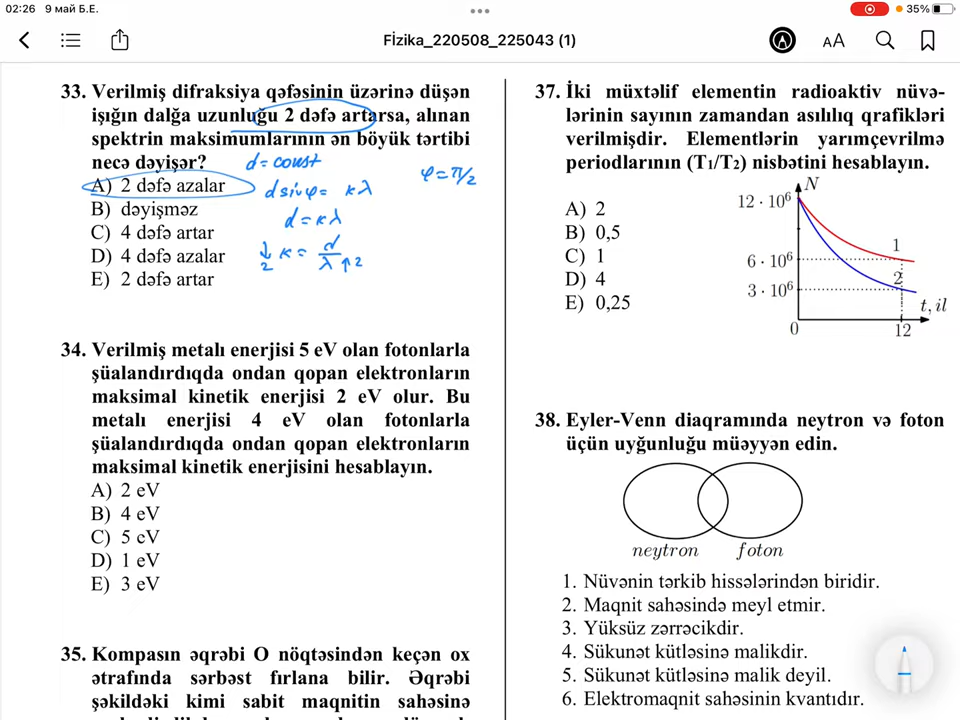 02:26 9 май Б.Е.
35%
Fİzika_220508_225043 (1)
AA
33. Verilmiş difraksiya qəfəsinin üzərinə düşən
işığın dalğa uzunluğu 2 dəfə artarsa, alınan
spektrin maksimumlarının ən böyük tərtibi
necə dəyişər?
d = const
φ = π/2
A) 2 dəfə azalar
d sin φ = kλ
B) dəyişməz
d = kλ
C) 4 dəfə artar
D) 4 dəfə azalar
↓2 k = d/λ ↑2
E) 2 dəfə artar
34. Verilmiş metalı enerjisi 5 eV olan fotonlarla
şüalandırdıqda ondan qopan elektronların
maksimal kinetik enerjisi 2 eV olur. Bu
metalı enerjisi 4 eV olan fotonlarla
şüalandırdıqda ondan qopan elektronların
maksimal kinetik enerjisini hesablayın.
A) 2 eV
B) 4 eV
C) 5 eV
D) 1 eV
E) 3 eV
35. Kompasın əqrəbi O nöqtəsindən keçən ox
ətrafında sərbəst fırlana bilir. Əqrəbi
şəkildəki kimi sabit maqnitin sahəsinə
37. İki müxtəlif elementin radioaktiv nüvə-
lərinin sayının zamandan asılılıq qrafikləri
verilmişdir. Elementlərin yarımçevrilmə
periodlarının (T1/T2) nisbətini hesablayın.
A) 2
B) 0,5
C) 1
D) 4
E) 0,25
N
12 · 10⁶
1
6 · 10⁶
2
3 · 10⁶
t, il
0
12
38. Eyler-Venn diaqramında neytron və foton
üçün uyğunluğu müəyyən edin.
neytron foton
1. Nüvənin tərkib hissələrindən biridir.
2. Maqnit sahəsində meyl etmir.
3. Yüksüz zərrəcikdir.
4. Sükunət kütləsinə malikdir.
5. Sükunət kütləsinə malik deyil.
6. Elektromaqnit sahəsinin kvantıdır.